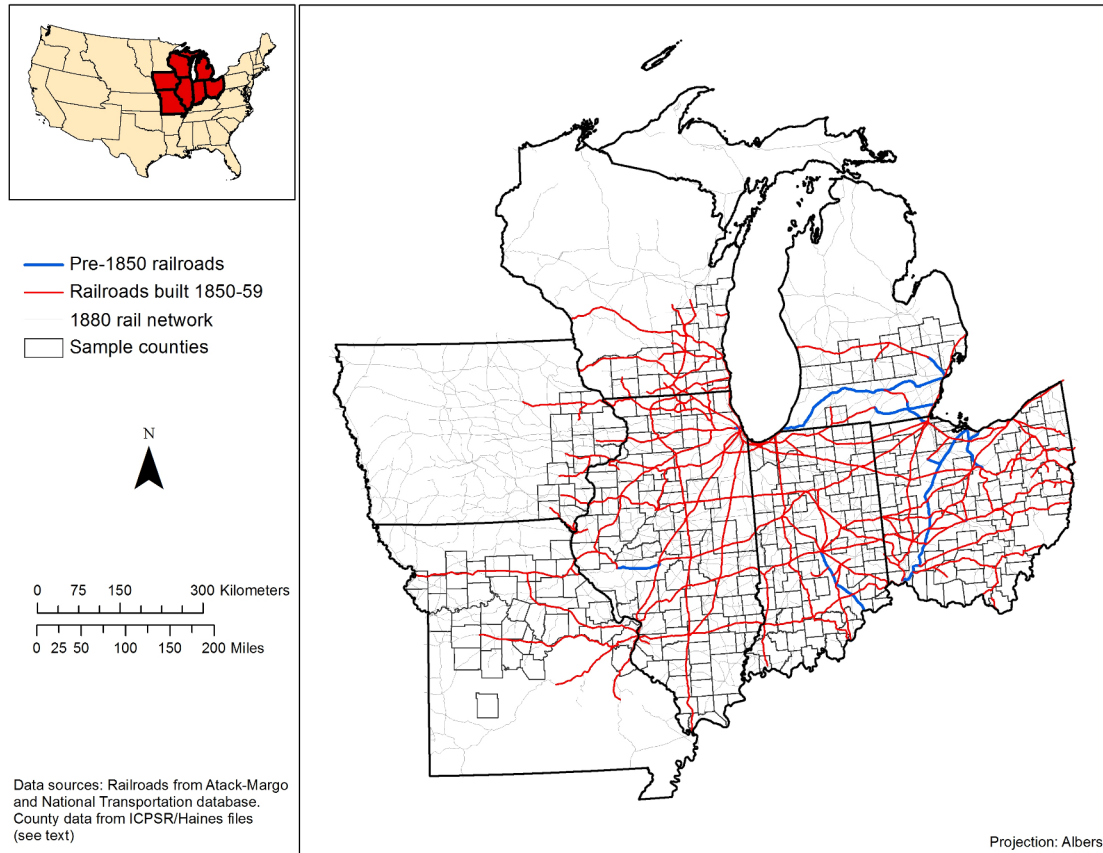 Pre-1850 railroads
Railroads built 1850-59
1880 rail network
Sample counties
N
0 75 150 300 Kilometers
0 25 50 100 150 200 Miles
Data sources: Railroads from Atack-Margo
and National Transportation database.
County data from ICPSR/Haines files
(see text)
Projection: Albers